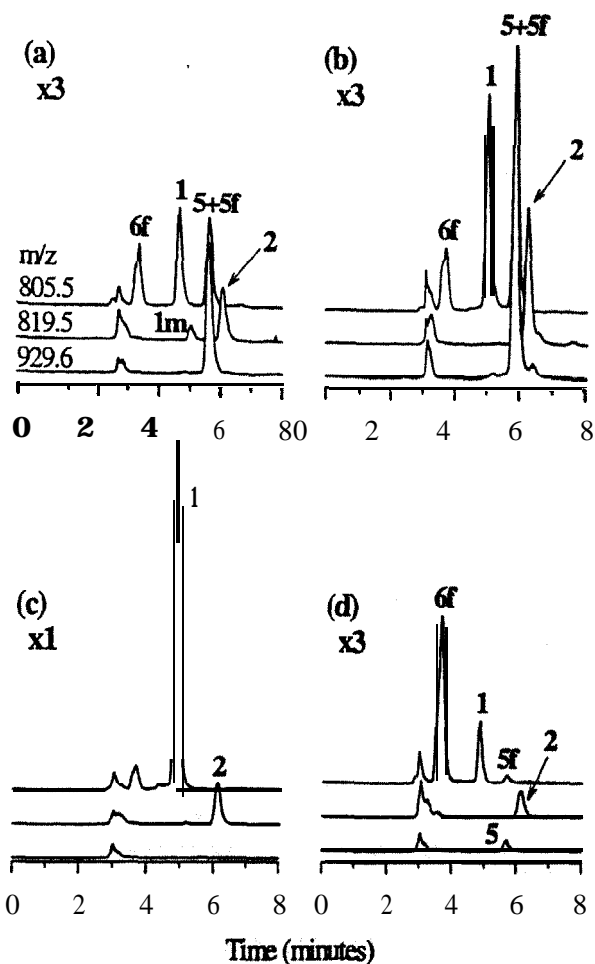 (a)
x3
6f
1
5+5f
2
m/z
805.5
819.5
1m
929.6
0 2 4 6 80
(b)
x3
6f
1
5+5f
2
2 4 6 8
(c)
x1
1
2
0 2 4 6 8
(d)
x3
6f
1
5f
2
5
0 2 4 6 8
Time (minutes)